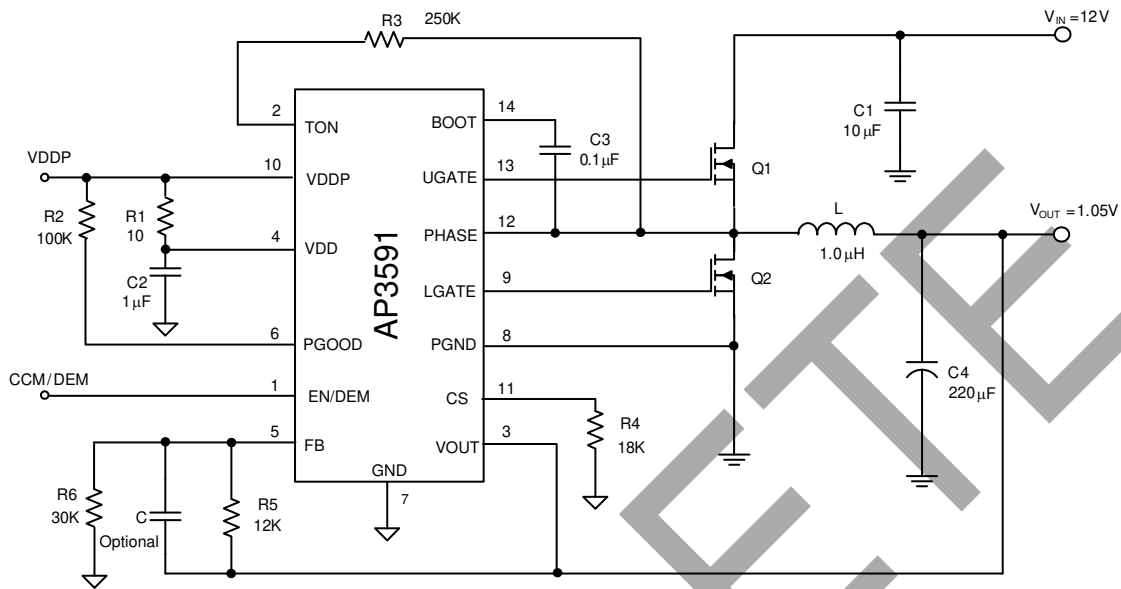 R3 250K
VIN =12V
2 TON
BOOT 14
C3
0.1µF
C1
10µF
VDDP
10 VDDP
UGATE 13
Q1
R2
100K
R1
10
4 VDD
C2
1µF
AP3591
PHASE 12
L
1.0µH
VOUT =1.05V
LGATE 9
Q2
6 PGOOD
PGND 8
C4
220µF
CCM/DEM
1 EN/DEM
CS 11
R4
18K
5 FB
VOUT 3
GND
7
R6
30K
C
Optional
R5
12K